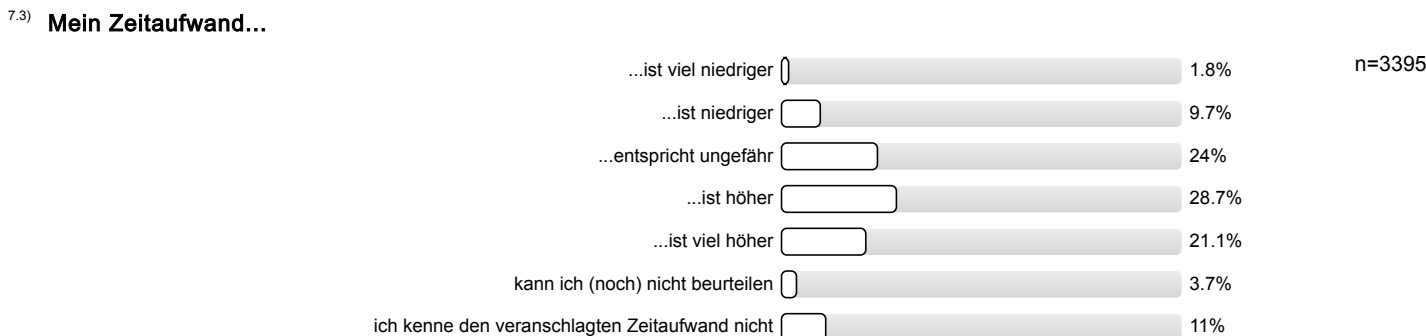 7.3) Mein Zeitaufwand...
...ist viel niedriger 1.8% n=3395
...ist niedriger 9.7%
...entspricht ungefähr 24%
...ist höher 28.7%
...ist viel höher 21.1%
kann ich (noch) nicht beurteilen 3.7%
ich kenne den veranschlagten Zeitaufwand nicht 11%